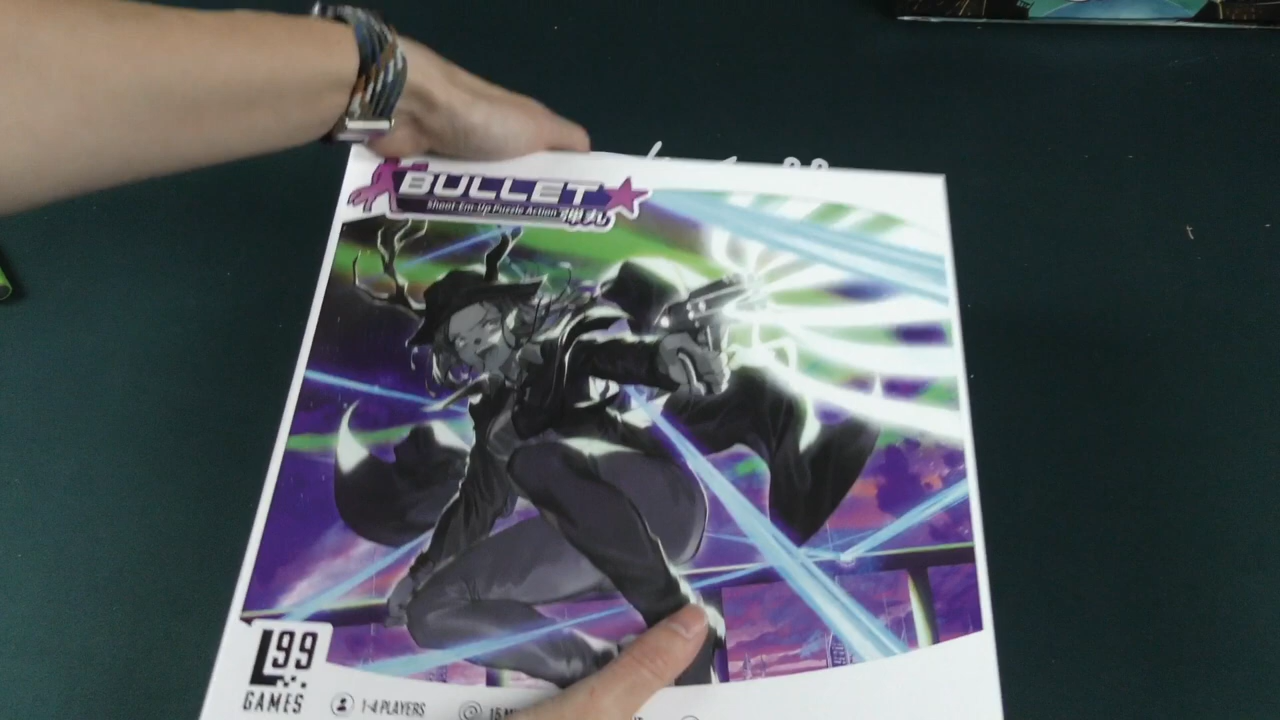 BULLET
Shoot-Em-Up Puzzle Action
弾丸
L99
GAMES
1-4 PLAYERS
15